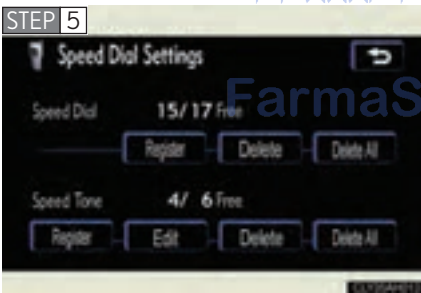 STEP 5
Speed Dial Settings
FarmaS
Speed Dial 15/17 Free
Register Delete Delete All
Speed Tone 4/ 6 Free
Register Edit Delete Delete All